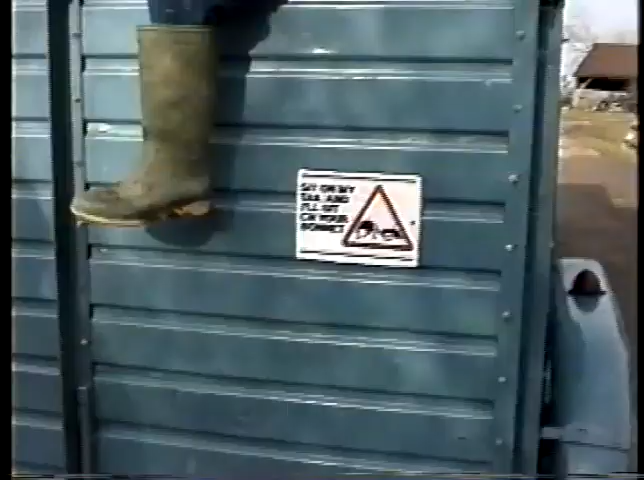 SIT ON MY
TAIL AND
I'LL SIT
ON YOUR
BONNET